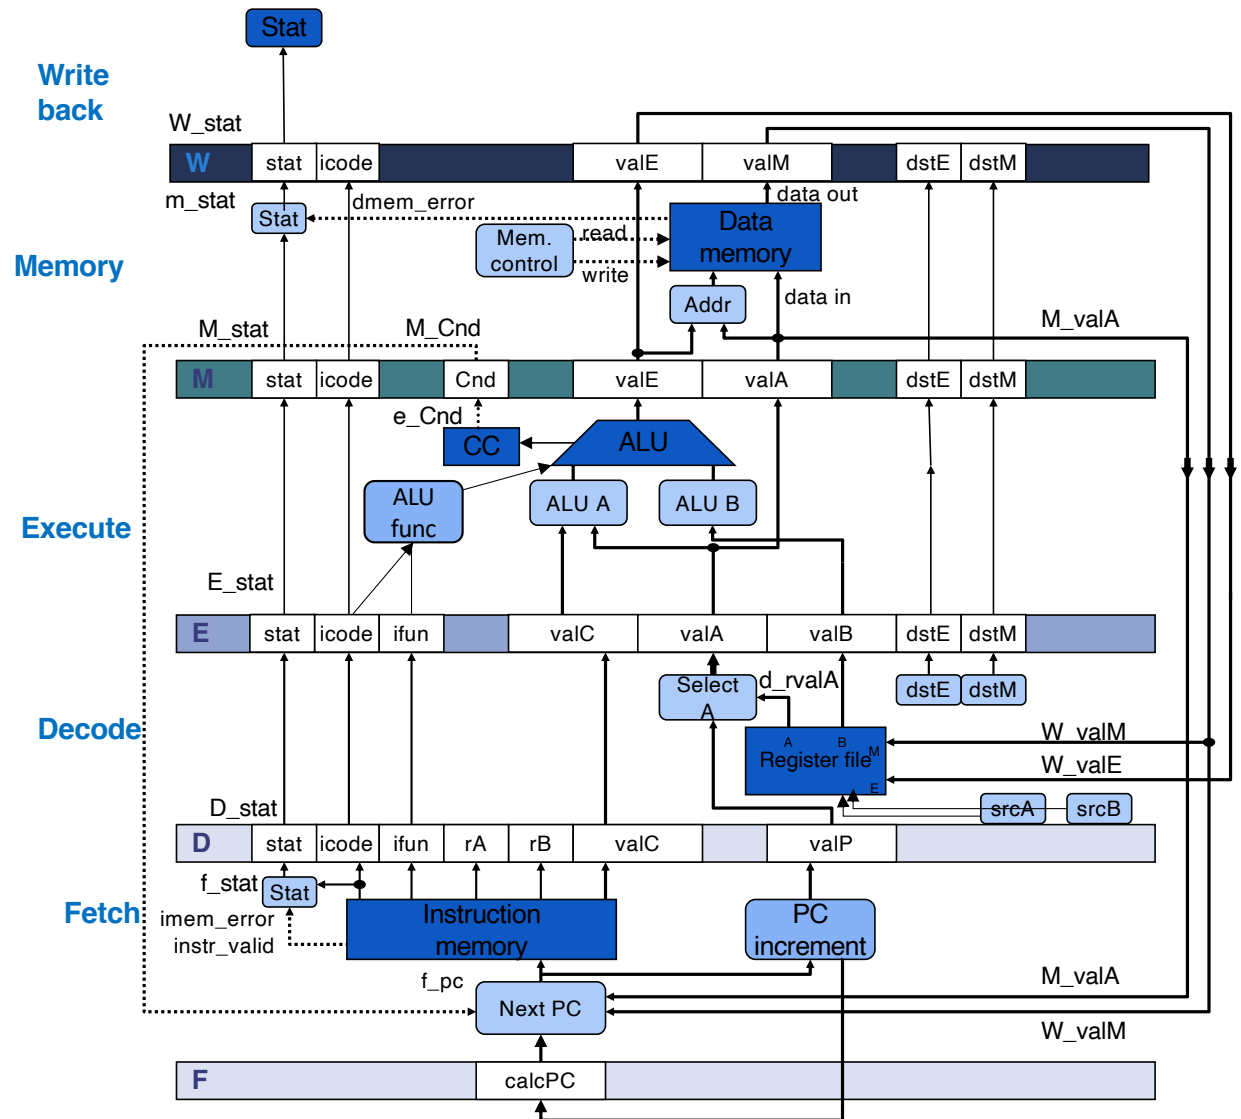 Stat
Write
back
W_stat
W
stat
icode
valE
valM
dstE
dstM
m_stat
Stat
dmem_error
data out
Data
memory
Mem.
control
read
write
Memory
Addr
data in
M_stat
M_Cnd
M_valA
M
stat
icode
Cnd
valE
valA
dstE
dstM
e_Cnd
CC
ALU
ALU
func
ALU A
ALU B
Execute
E_stat
E
stat
icode
ifun
valC
valA
valB
dstE
dstM
Select
A
d_rvalA
dstE
dstM
Decode
A
B
M
Register file
E
W_valM
W_valE
D_stat
srcA
srcB
D
stat
icode
ifun
rA
rB
valC
valP
f_stat
Stat
Fetch
imem_error
instr_valid
Instruction
memory
PC
increment
f_pc
M_valA
Next PC
W_valM
F
calcPC